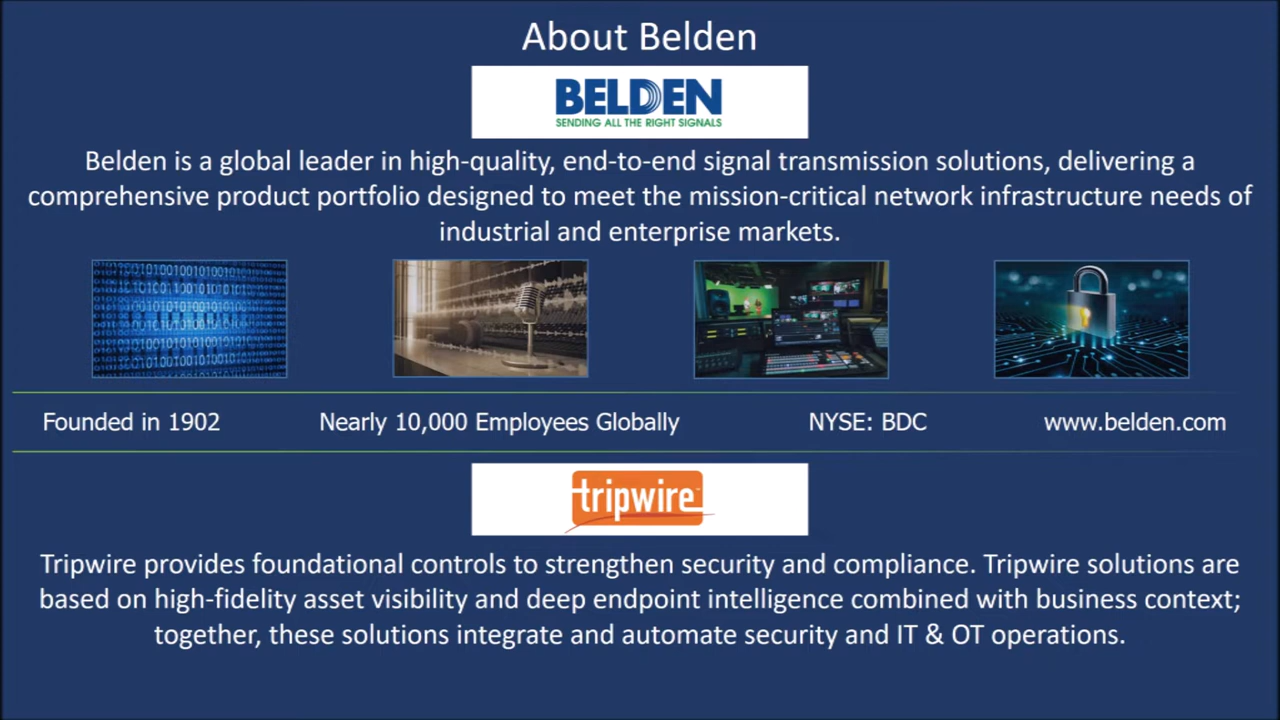 About Belden
BELDEN
SENDING ALL THE RIGHT SIGNALS
Belden is a global leader in high-quality, end-to-end signal transmission solutions, delivering a
comprehensive product portfolio designed to meet the mission-critical network infrastructure needs of
industrial and enterprise markets.
Founded in 1902
Nearly 10,000 Employees Globally
NYSE: BDC
www.belden.com
tripwire
Tripwire provides foundational controls to strengthen security and compliance. Tripwire solutions are
based on high-fidelity asset visibility and deep endpoint intelligence combined with business context;
together, these solutions integrate and automate security and IT & OT operations.